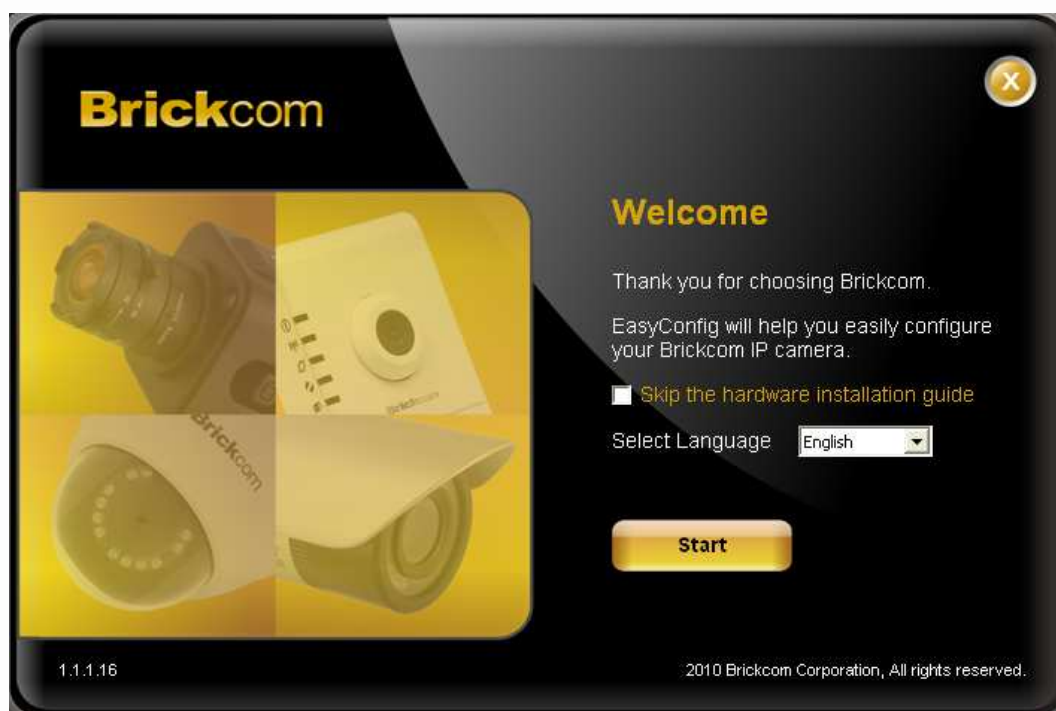 Brickcom
X
Welcome
Thank you for choosing Brickcom.
EasyConfig will help you easily configure
your Brickcom IP camera.
Skip the hardware installation guide
Select Language English
Brickcom
Start
1.1.1.16
2010 Brickcom Corporation, All rights reserved.